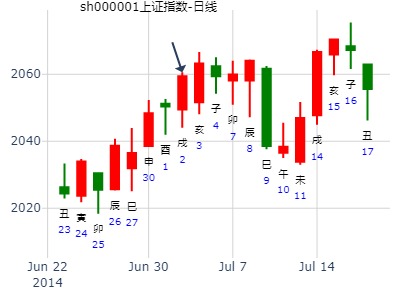 sh000001上证指数-日线
2060
2040
2020
丑
23
寅
24
卯
25
辰
26
巳
27
申
30
酉
1
戌
2
亥
3
子
4
卯
7
辰
8
巳
9
午
10
未
11
戌
14
亥
15
子
16
丑
17
Jun 22
2014
Jun 30
Jul 7
Jul 14